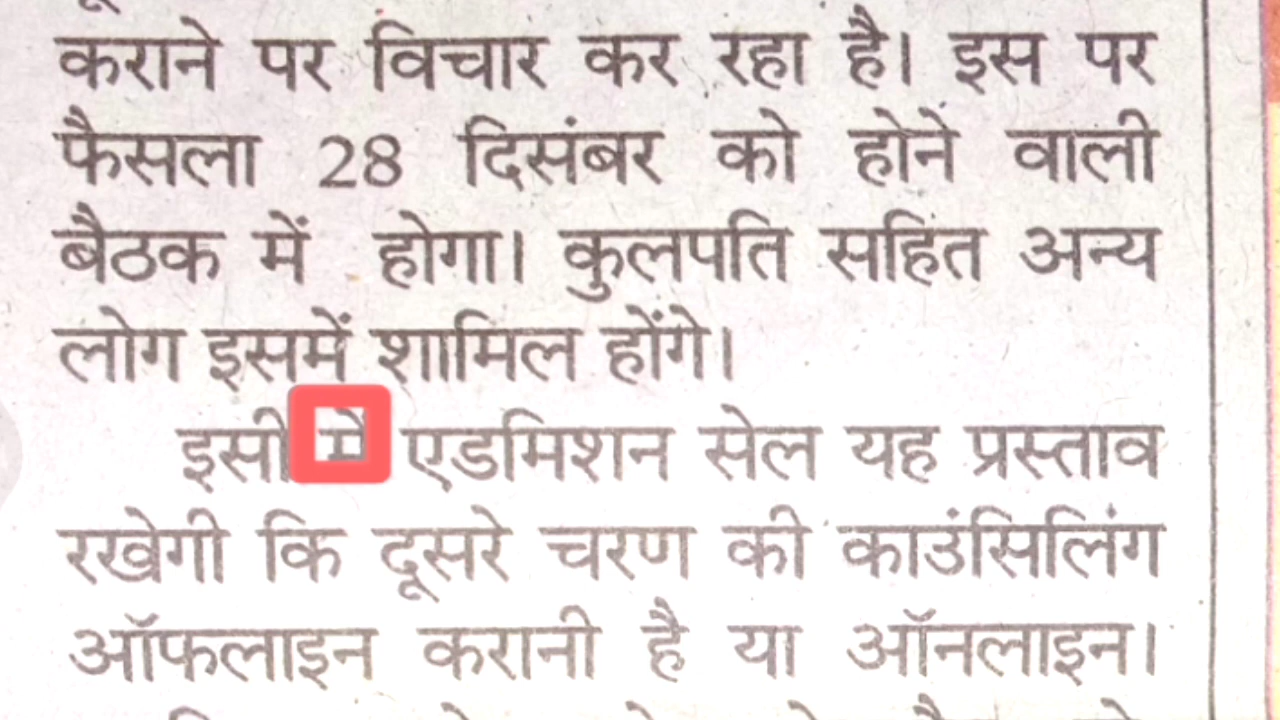 कराने पर विचार कर रहा है। इस पर
फैसला 28 दिसंबर को होने वाली
बैठक में होगा। कुलपति सहित अन्य
लोग इसमें शामिल होंगे।
इसी में एडमिशन सेल यह प्रस्ताव
रखेगी कि दूसरे चरण की काउंसिलिंग
ऑफलाइन करानी है या ऑनलाइन।